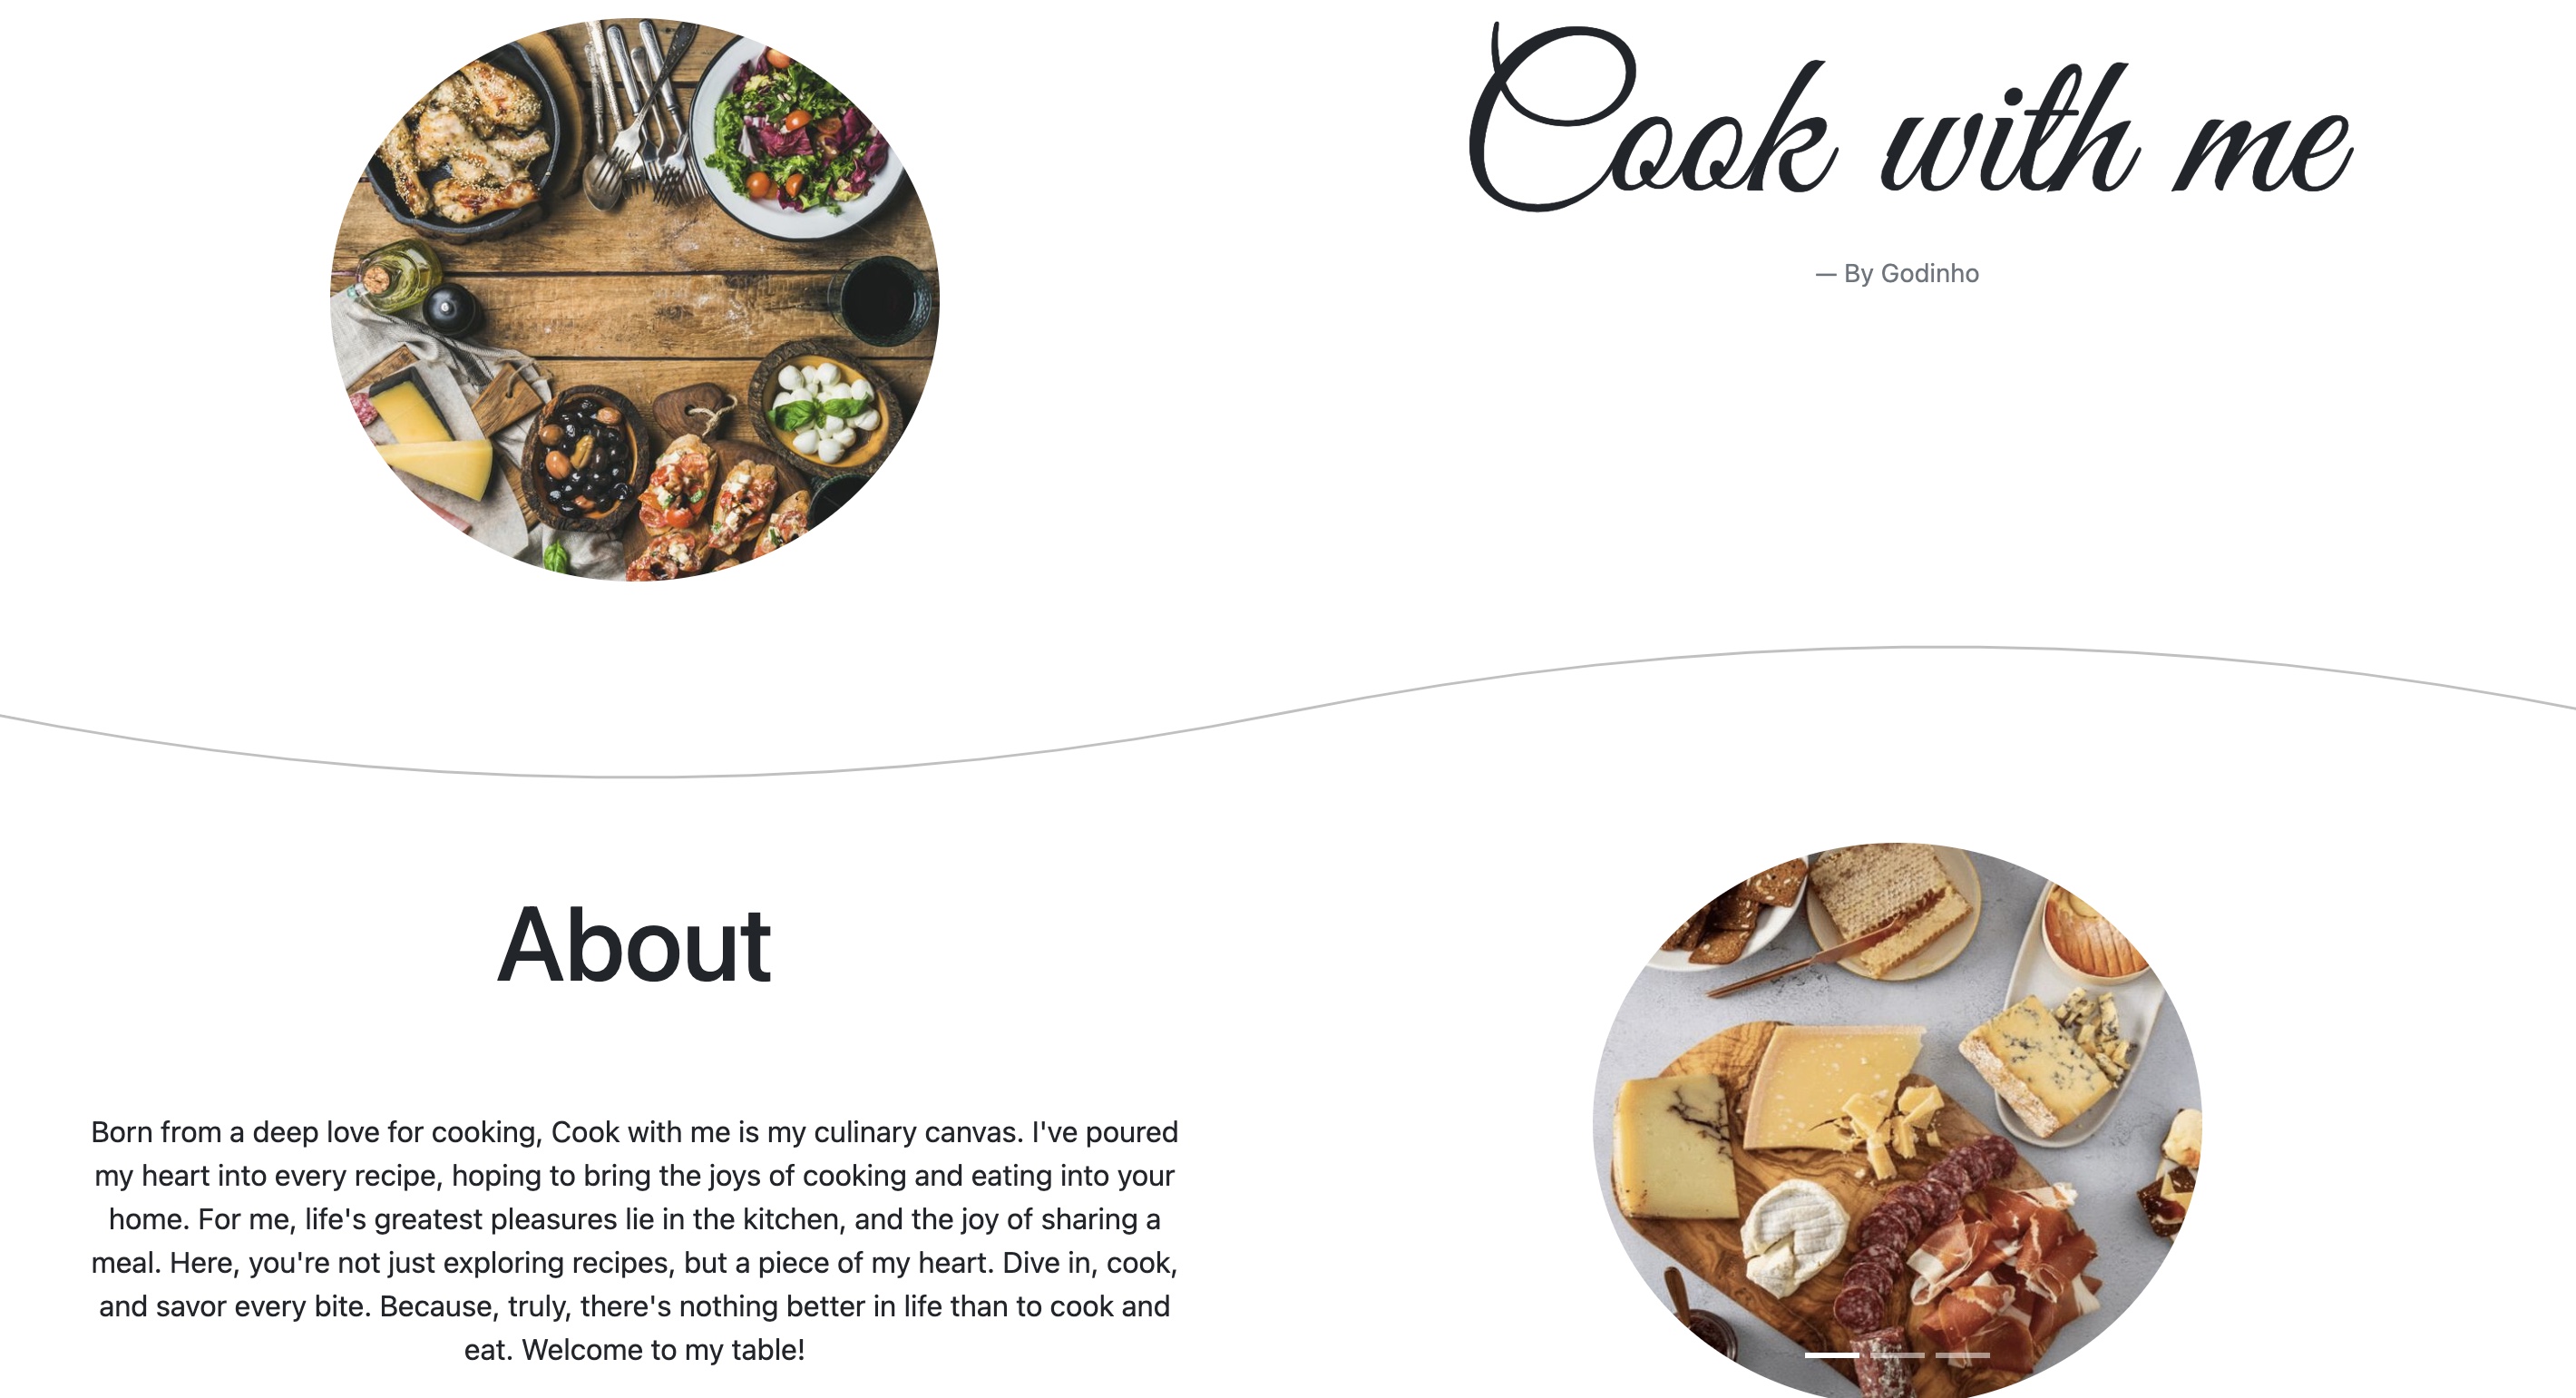 Cook with me
— By Godinho
About
Born from a deep love for cooking, Cook with me is my culinary canvas. I've poured
my heart into every recipe, hoping to bring the joys of cooking and eating into your
home. For me, life's greatest pleasures lie in the kitchen, and the joy of sharing a
meal. Here, you're not just exploring recipes, but a piece of my heart. Dive in, cook,
and savor every bite. Because, truly, there's nothing better in life than to cook and
eat. Welcome to my table!